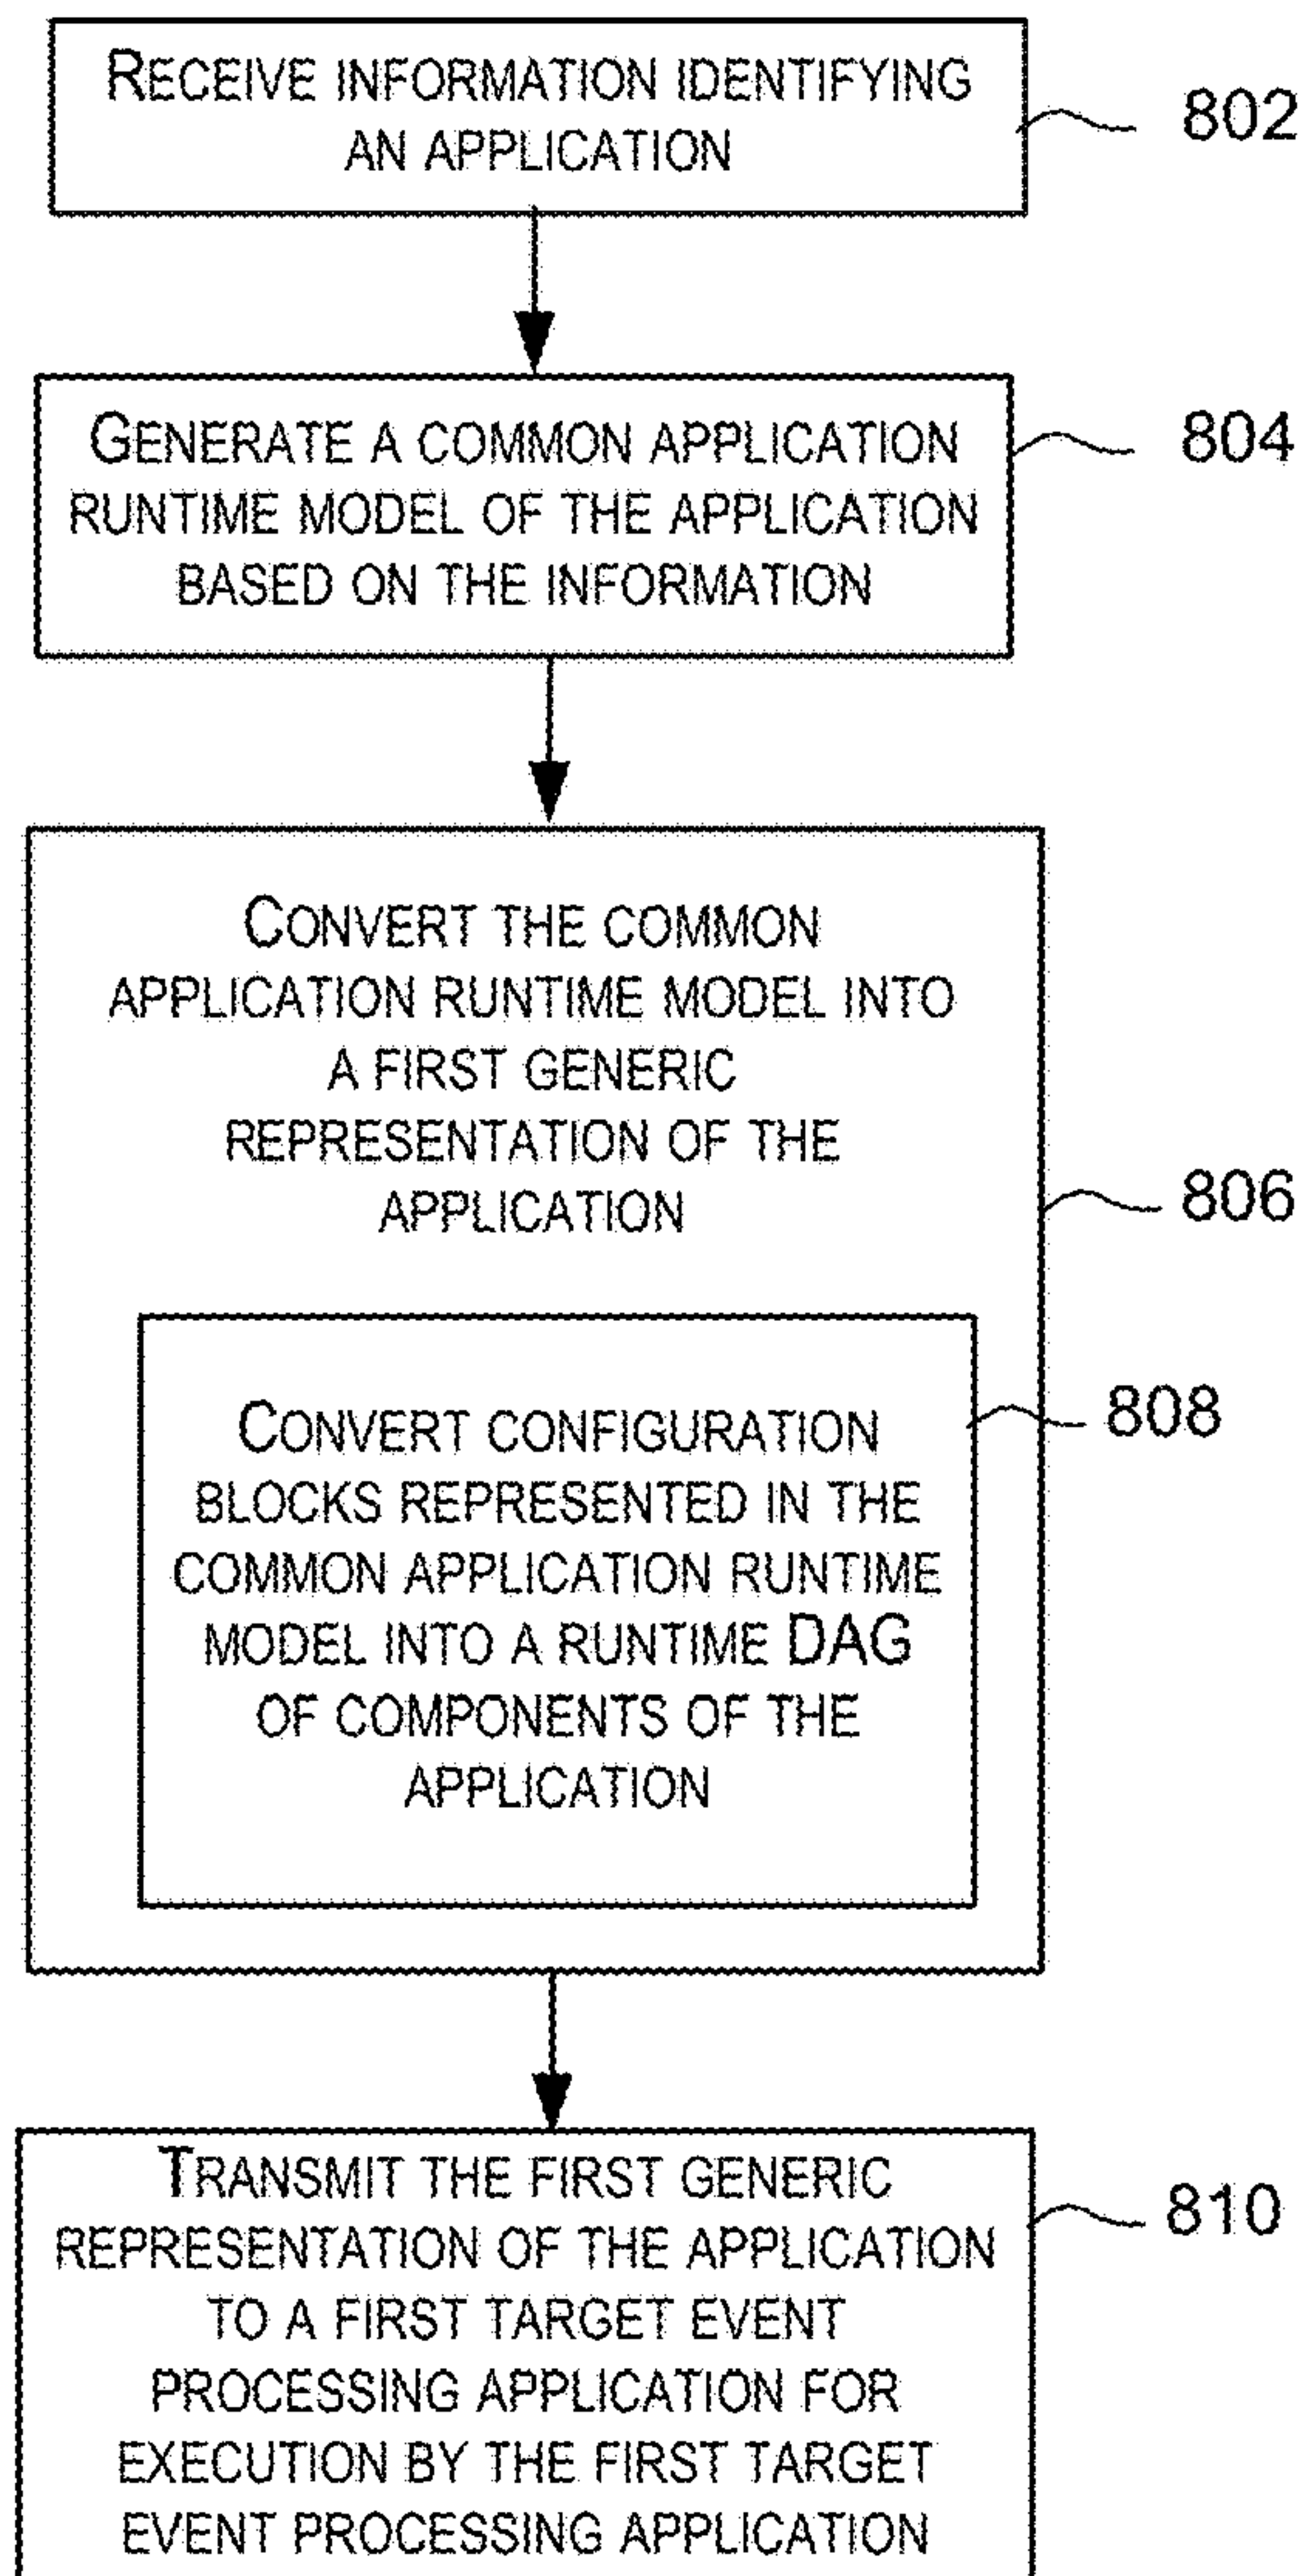 RECEIVE INFORMATION IDENTIFYING
AN APPLICATION
802
GENERATE A COMMON APPLICATION
RUNTIME MODEL OF THE APPLICATION
BASED ON THE INFORMATION
804
CONVERT THE COMMON
APPLICATION RUNTIME MODEL INTO
A FIRST GENERIC
REPRESENTATION OF THE
APPLICATION
806
CONVERT CONFIGURATION
BLOCKS REPRESENTED IN THE
COMMON APPLICATION RUNTIME
MODEL INTO A RUNTIME DAG
OF COMPONENTS OF THE
APPLICATION
808
TRANSMIT THE FIRST GENERIC
REPRESENTATION OF THE APPLICATION
TO A FIRST TARGET EVENT
PROCESSING APPLICATION FOR
EXECUTION BY THE FIRST TARGET
EVENT PROCESSING APPLICATION
810